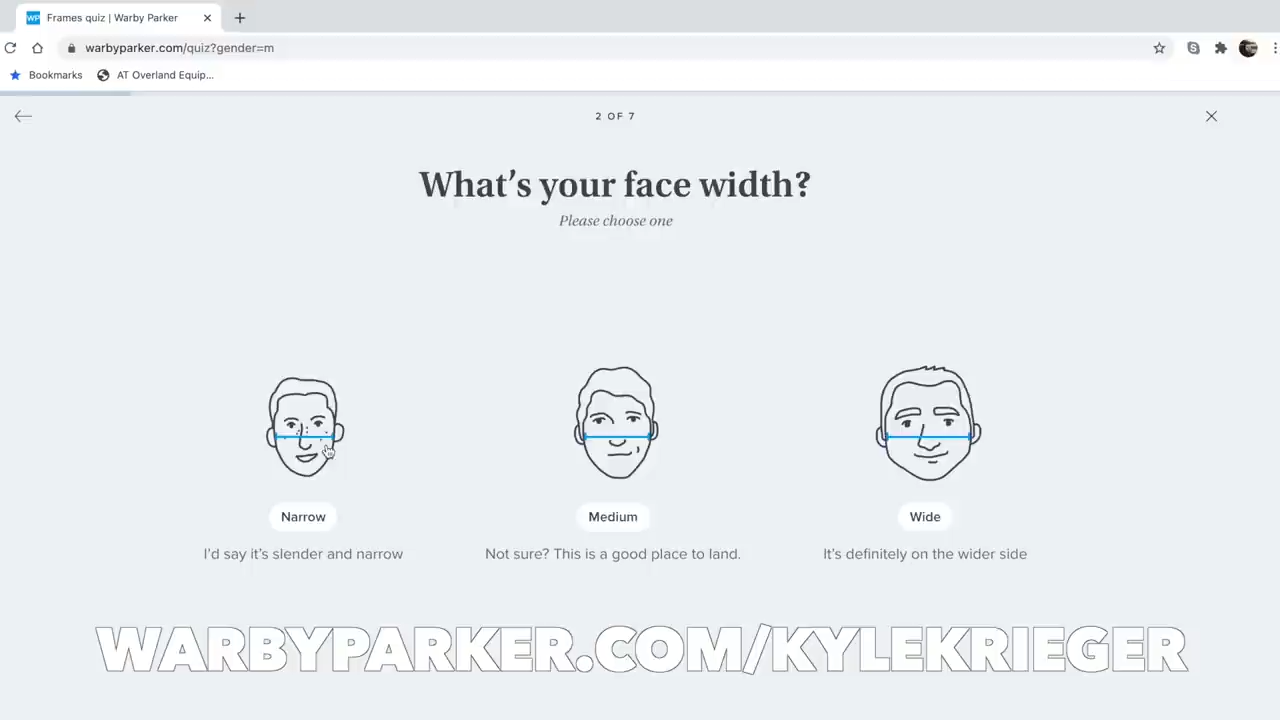 WP Frames quiz | Warby Parker
warbyparker.com/quiz?gender=m
Bookmarks AT Overland Equip...
2 OF 7
What's your face width?
Please choose one
Narrow Medium Wide
I'd say it's slender and narrow Not sure? This is a good place to land. It's definitely on the wider side
WARBYPARKER.COM/KYLEKRIEGER